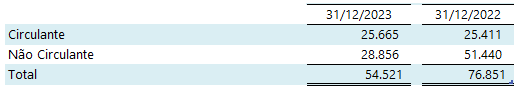 31/12/2023 31/12/2022
Circulante 25.665 25.411
Não Circulante 28.856 51.440
Total 54.521 76.851